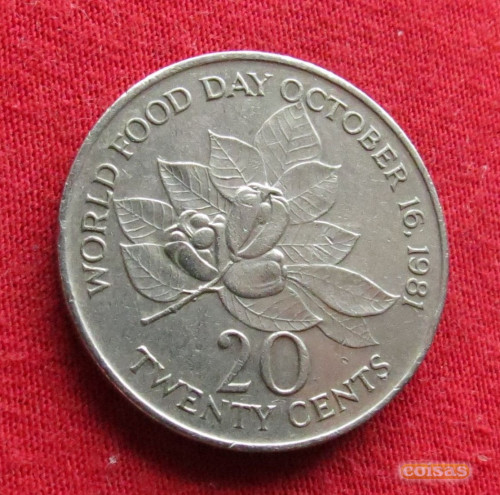 WORLD FOOD DAY OCTOBER 16, 1981
20
TWENTY CENTS
coisas